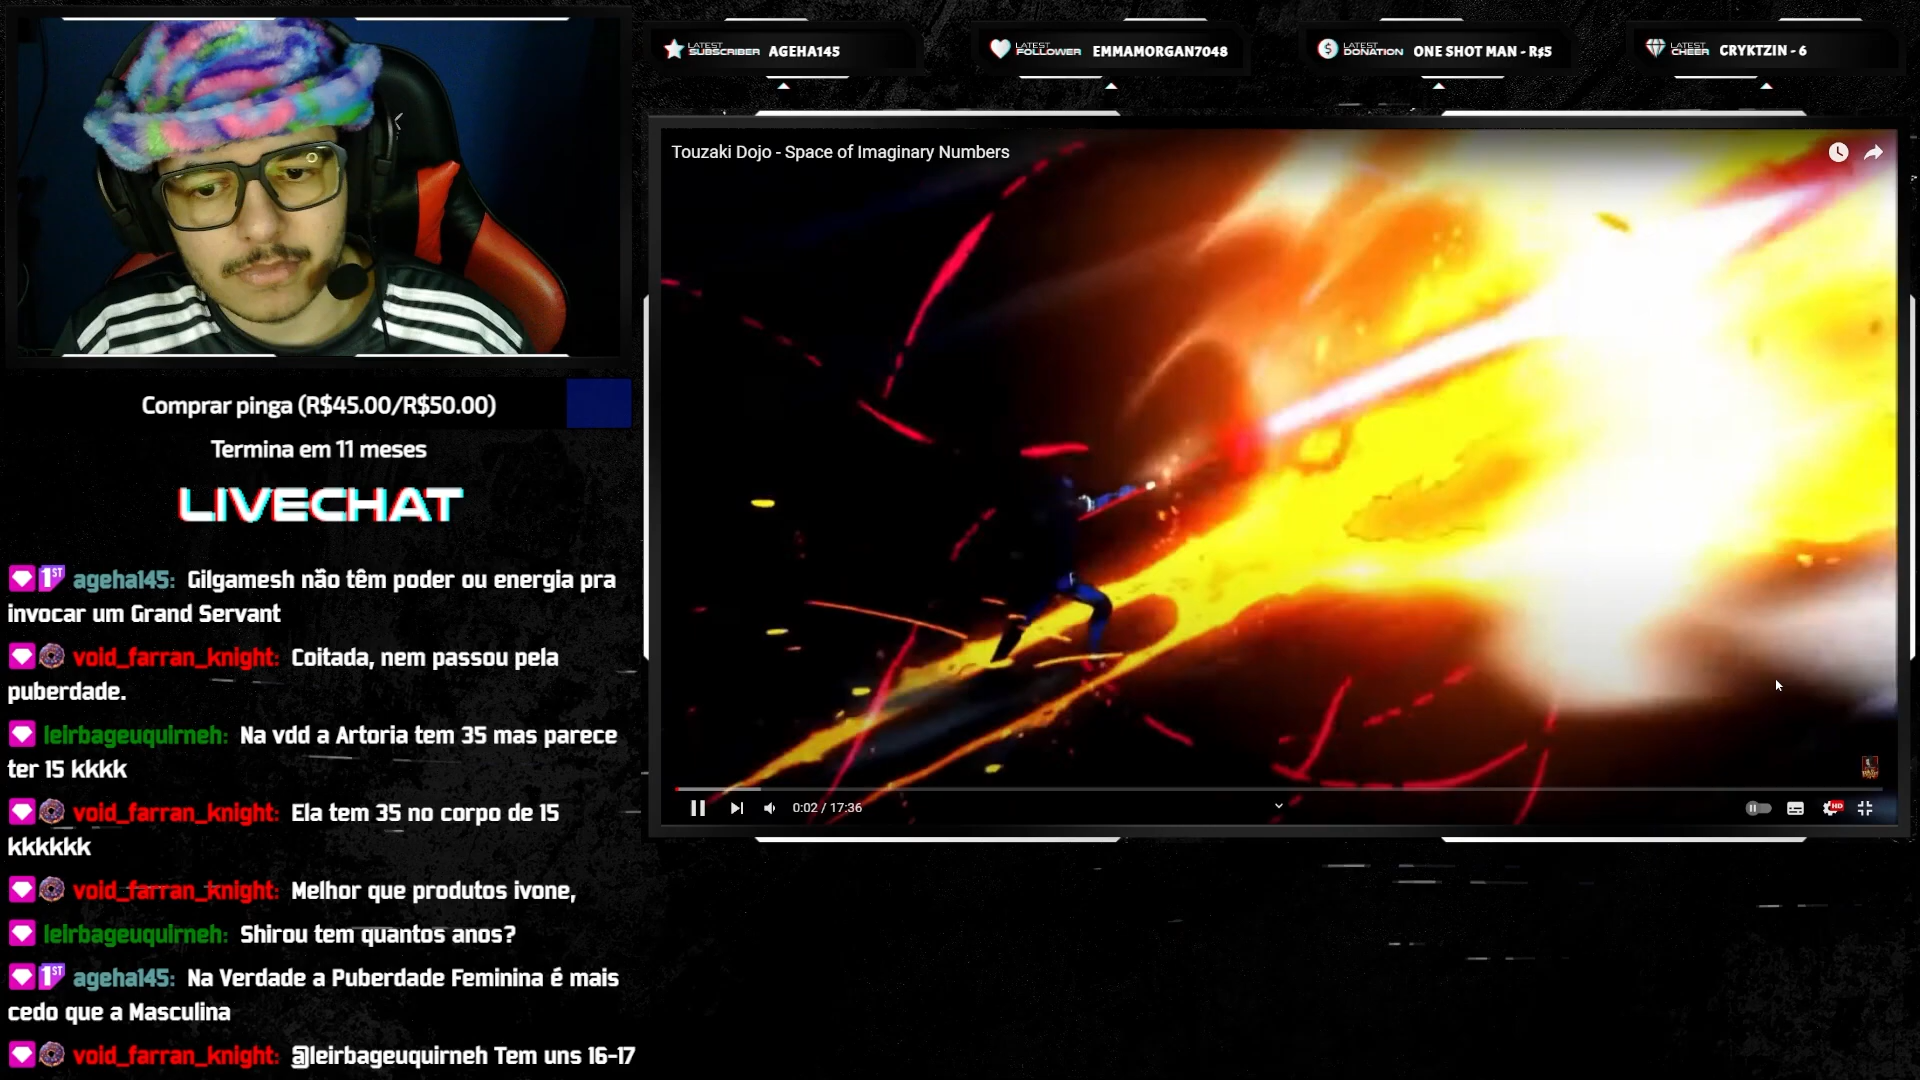 LATEST SUBSCRIBER AGEHA145
LATEST FOLLOWER EMMAMORGAN7048
LATEST DONATION ONE SHOT MAN - R$5
LATEST CHEER CRYKTZIN - 6
Touzaki Dojo - Space of Imaginary Numbers
0:02 / 17:36
HD
Comprar pinga (R$45.00/R$50.00)
Termina em 11 meses
LIVECHAT
1ST ageha145: Gilgamesh não têm poder ou energia pra
invocar um Grand Servant
void_farran_knight: Coitada, nem passou pela
puberdade.
leirbageuquirneh: Na vdd a Artoria tem 35 mas parece
ter 15 kkkk
void_farran_knight: Ela tem 35 no corpo de 15
kkkkkk
void_farran_knight: Melhor que produtos ivone,
leirbageuquirneh: Shirou tem quantos anos?
1ST ageha145: Na Verdade a Puberdade Feminina é mais
cedo que a Masculina
void_farran_knight: @leirbageuquirneh Tem uns 16-17